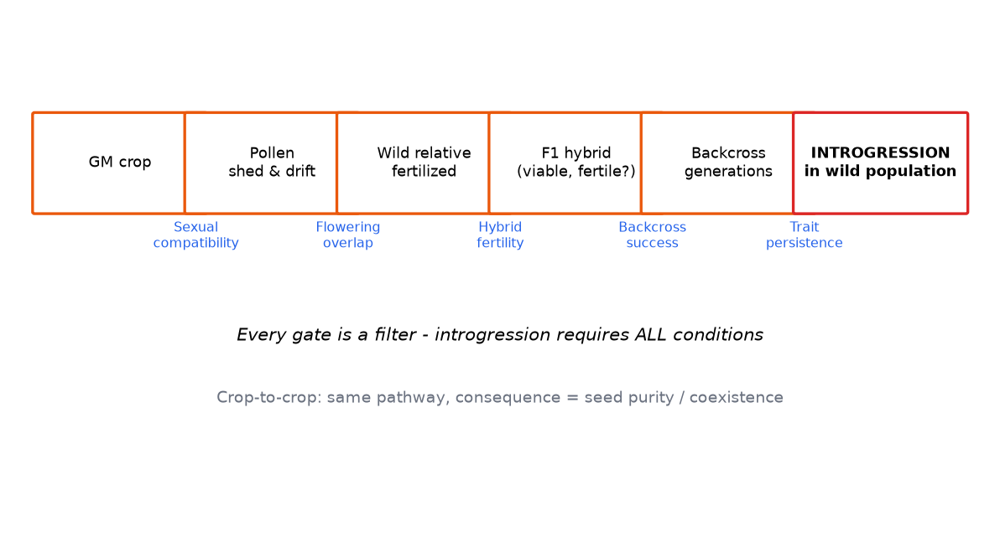 GM crop
Pollen
shed & drift
Wild relative
fertilized
F1 hybrid
(viable, fertile?)
Backcross
generations
INTROGRESSION
in wild population
Sexual
compatibility
Flowering
overlap
Hybrid
fertility
Backcross
success
Trait
persistence
Every gate is a filter - introgression requires ALL conditions
Crop-to-crop: same pathway, consequence = seed purity / coexistence